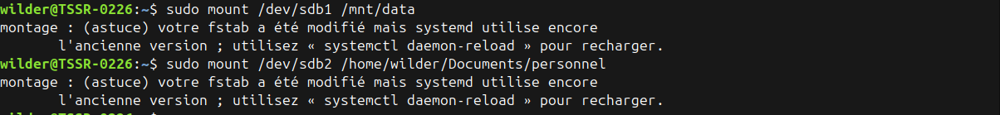 wilder@TSSR-0226:~$ sudo mount /dev/sdb1 /mnt/data
montage : (astuce) votre fstab a été modifié mais systemd utilise encore
l'ancienne version ; utilisez « systemctl daemon-reload » pour recharger.
wilder@TSSR-0226:~$ sudo mount /dev/sdb2 /home/wilder/Documents/personnel
montage : (astuce) votre fstab a été modifié mais systemd utilise encore
l'ancienne version ; utilisez « systemctl daemon-reload » pour recharger.